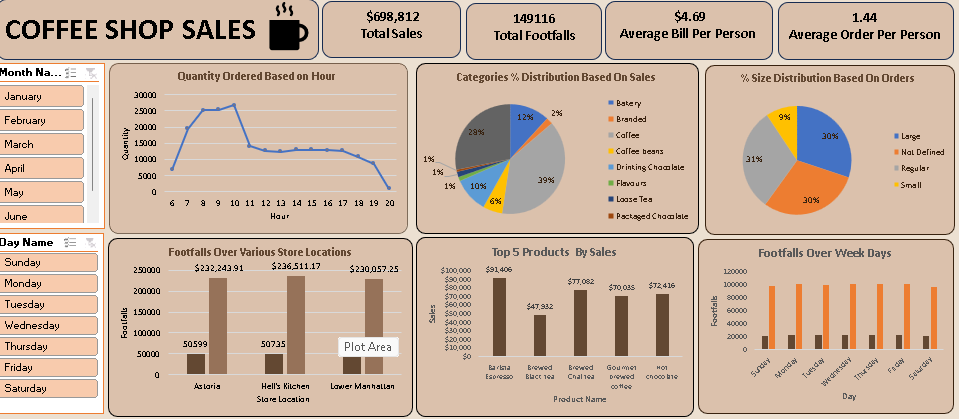 COFFEE SHOP SALES
$698,812
Total Sales
149116
Total Footfalls
$4.69
Average Bill Per Person
1.44
Average Order Per Person
Month Na...
January
February
March
April
May
June
Day Name
Sunday
Monday
Tuesday
Wednesday
Thursday
Friday
Saturday
Quantity Ordered Based on Hour
Quantity
30000
25000
20000
15000
10000
5000
0
6 7 8 9 10 11 12 13 14 15 16 17 18 19 20
Hour
Categories % Distribution Based On Sales
12%
2%
39%
6%
10%
1%
1%
1%
28%
Bakery
Branded
Coffee
Coffee beans
Drinking Chocolate
Flavours
Loose Tea
Packaged Chocolate
% Size Distribution Based On Orders
30%
30%
31%
9%
Large
Not Defined
Regular
Small
Footfalls Over Various Store Locations
Footfalls
250000
200000
150000
100000
50000
0
$232,243.91
$236,511.17
$230,057.25
50599
50735
Plot Area
Astoria
Hell's Kitchen
Lower Manhattan
Store Location
Top 5 Products By Sales
Sales
$100,000
$90,000
$80,000
$70,000
$60,000
$50,000
$40,000
$30,000
$20,000
$10,000
$0
$91,406
$47,932
$77,082
$70,035
$72,416
Barista
Espresso
Brewed
Black tea
Brewed
Chai tea
Gourmet
brewed
coffee
Hot
chocolate
Product Name
Footfalls Over Week Days
Footfalls
120000
100000
80000
60000
40000
20000
0
Sunday
Monday
Tuesday
Wednesday
Thursday
Friday
Saturday
Day